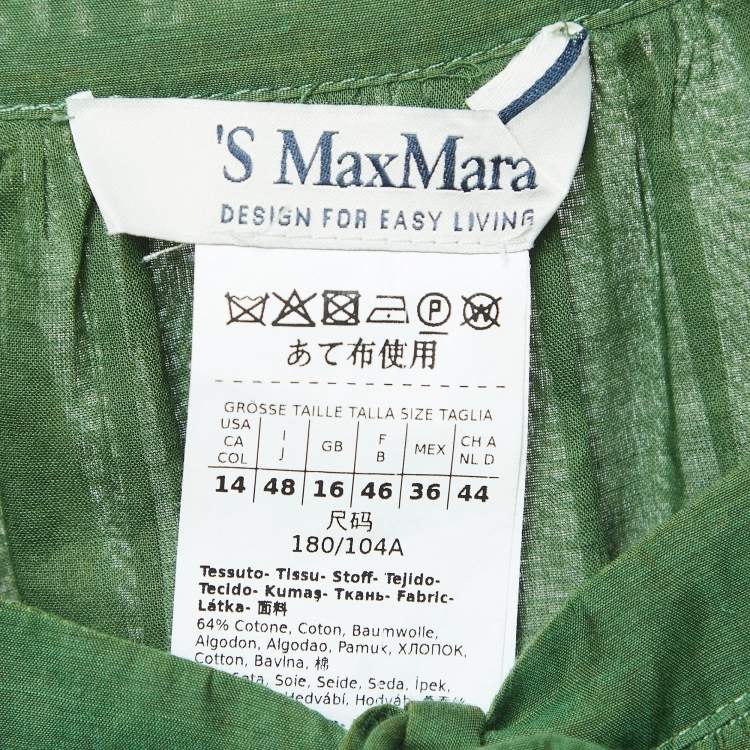 'S MaxMara
DESIGN FOR EASY LIVING
P W
あて布使用
GRÖSSE TAILLE TALLA SIZE TAGLIA
USA CA COL I J GB F B MEX CH A NL D
14 48 16 46 36 44
尺码
180/104A
Tessuto- Tissu- Stoff- Tejido-
Tecido- Kumaş- Ткань- Fabric-
Látka- 面料
64% Cotone, Coton, Baumwolle,
Algodon, Algodao, Pamuk, ХЛОПОК,
Cotton, Bavlna, 棉
Seta, Soie, Seide, Seda, İpek,
Hedvábí, Hodváb,